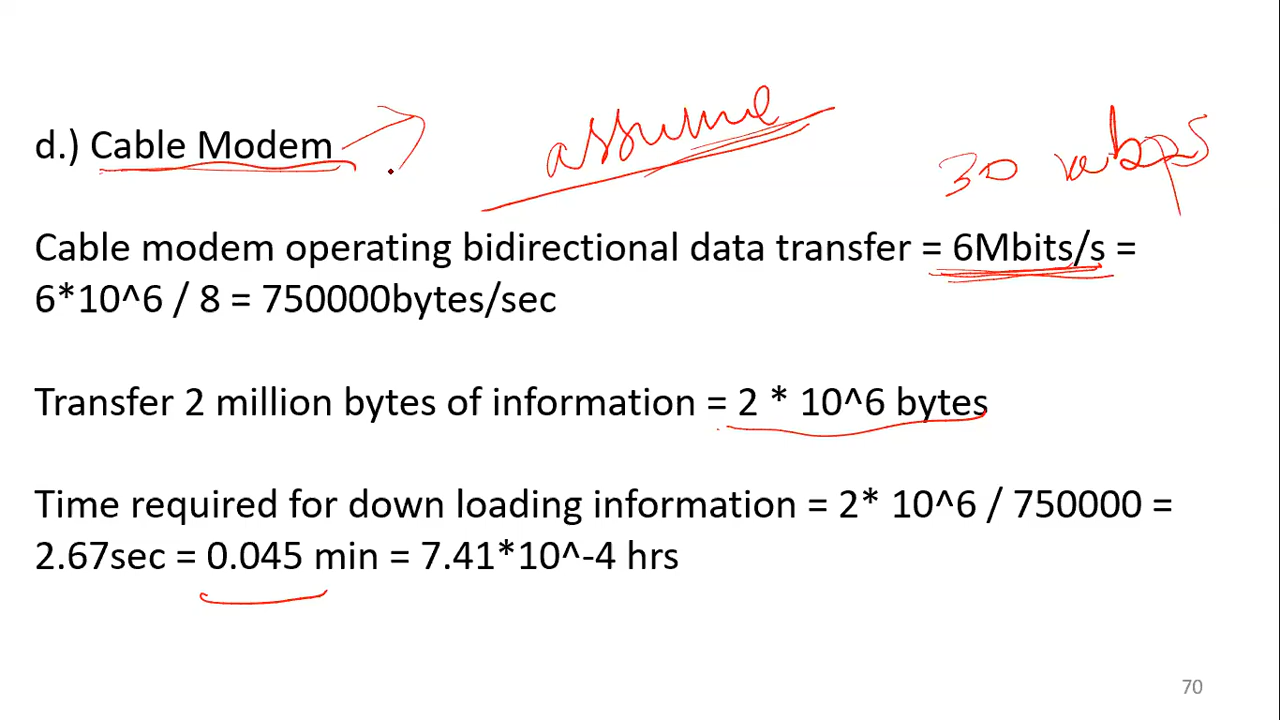 d.) Cable Modem
assume
30 mbps
Cable modem operating bidirectional data transfer = 6Mbits/s =
6*10^6 / 8 = 750000bytes/sec
Transfer 2 million bytes of information = 2 * 10^6 bytes
Time required for down loading information = 2* 10^6 / 750000 =
2.67sec = 0.045 min = 7.41*10^-4 hrs
70